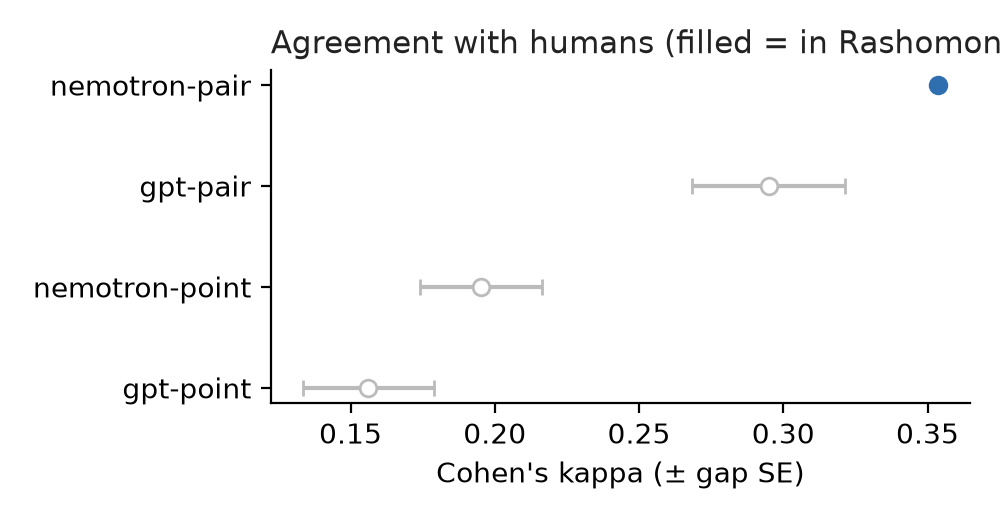 Agreement with humans (filled = in Rashomon
nemotron-pair
gpt-pair
nemotron-point
gpt-point
0.15 0.20 0.25 0.30 0.35
Cohen's kappa (± gap SE)